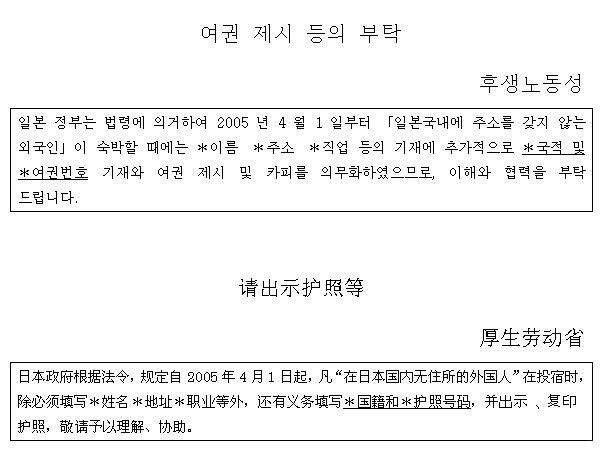 여권 제시 등의 부탁
후생노동성
일본 정부는 법령에 의거하여 2005 년 4 월 1 일부터 「일본국내에 주소를 갖지 않는
외국인」이 숙박할 때에는 *이름 *주소 *직업 등의 기재에 추가적으로 *국적 및
*여권번호 기재와 여권 제시 및 카피를 의무화하였으므로, 이해와 협력을 부탁
드립니다.
请出示护照等
厚生劳动省
日本政府根据法令，规定自 2005 年 4 月 1 日起，凡“在日本国内无住所的外国人”在投宿时，
除必须填写*姓名*地址*职业等外，还有义务填写*国籍和*护照号码，并出示 、复印
护照，敬请予以理解、协助。